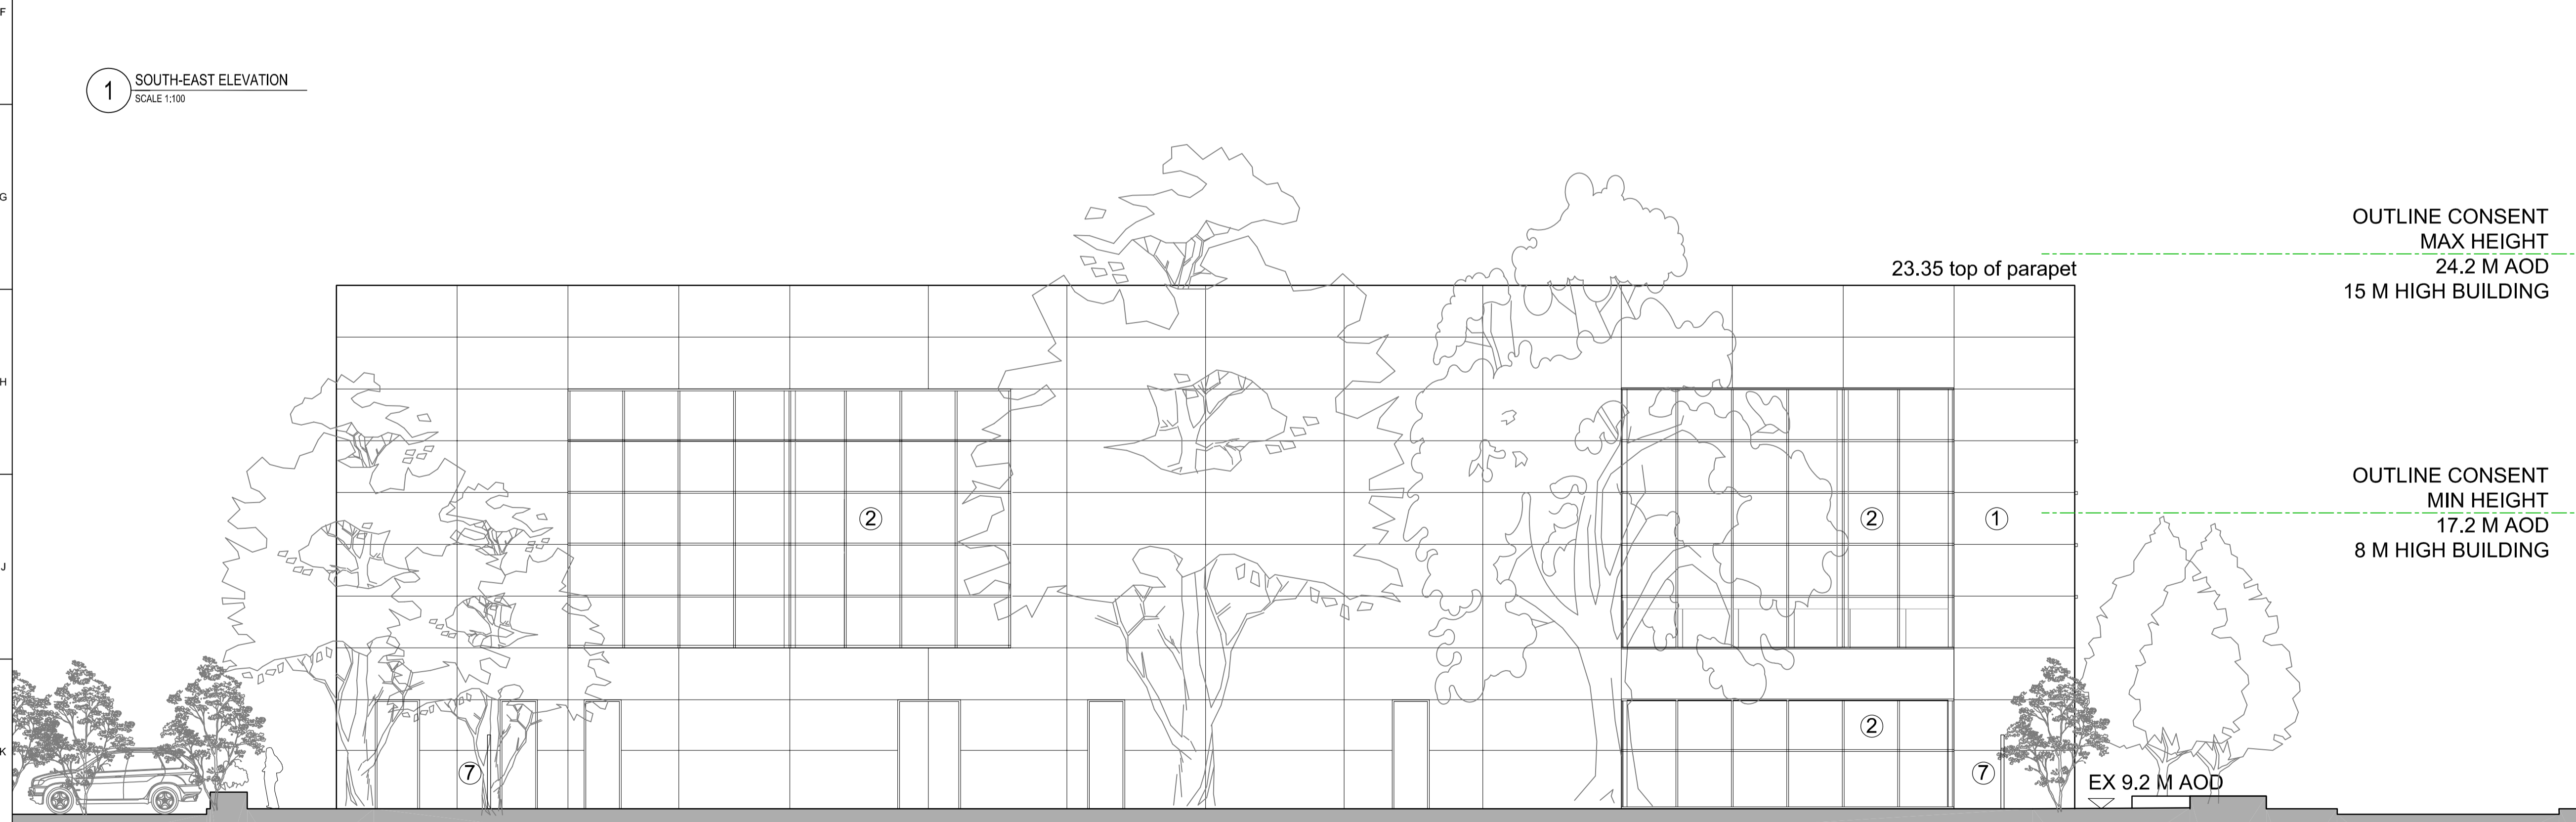 F
1
SOUTH-EAST ELEVATION
SCALE 1:100
G
OUTLINE CONSENT
MAX HEIGHT
24.2 M AOD
15 M HIGH BUILDING
23.35 top of parapet
H
OUTLINE CONSENT
MIN HEIGHT
17.2 M AOD
8 M HIGH BUILDING
2
2
1
J
2
K
7
7
EX 9.2 M AOD